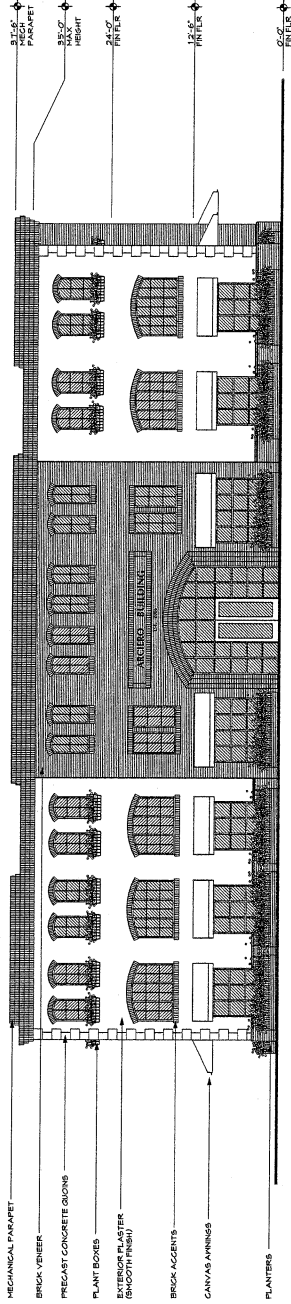 MECHANICAL PARAPET
BRICK VENEER
PRECAST CONCRETE QUOINS
PLANT BOXES
EXTERIOR PLASTER
(SMOOTH FINISH)
BRICK ACCENTS
CANVAS AWNINGS
PLANTERS
ARCIERO BUILDING
37'-6"
MECH
PARAPET
35'-0"
MAX
HEIGHT
24'-0"
FIN FLR
12'-6"
FIN FLR
0'-0"
FIN FLR